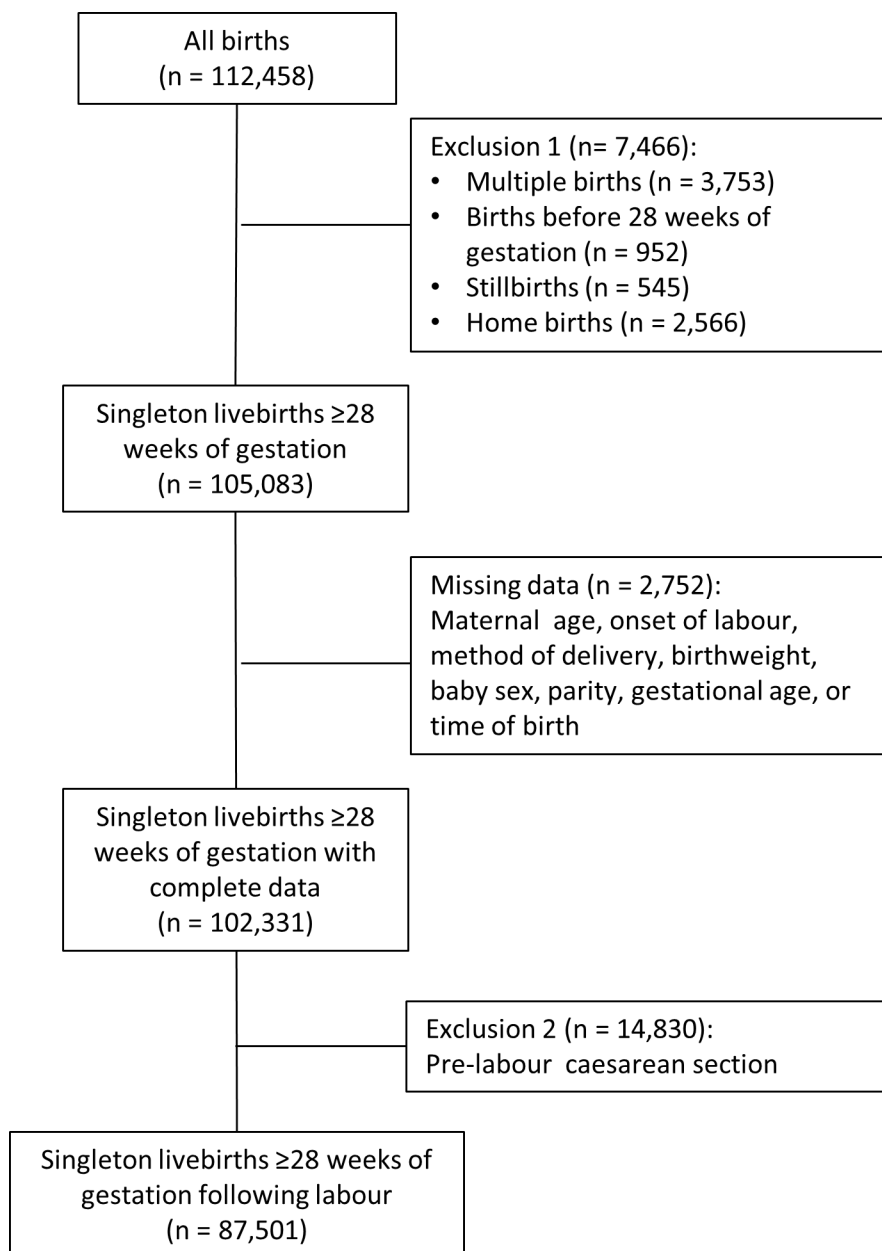 All births
(n = 112,458)
Exclusion 1 (n= 7,466):
• Multiple births (n = 3,753)
• Births before 28 weeks of
gestation (n = 952)
• Stillbirths (n = 545)
• Home births (n = 2,566)
Singleton livebirths ≥28
weeks of gestation
(n = 105,083)
Missing data (n = 2,752):
Maternal  age, onset of labour,
method of delivery, birthweight,
baby sex, parity, gestational age, or
time of birth
Singleton livebirths ≥28
weeks of gestation with
complete data
(n = 102,331)
Exclusion 2 (n = 14,830):
Pre-labour  caesarean section
Singleton livebirths ≥28 weeks of
gestation following labour
(n = 87,501)